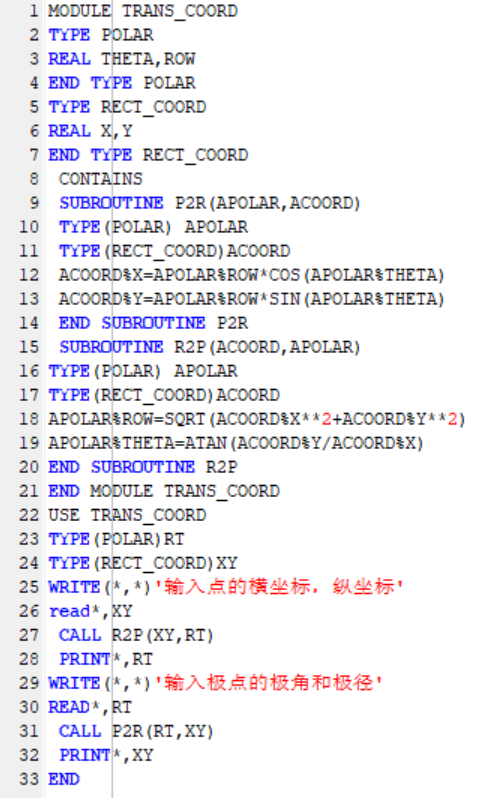 1 MODULE TRANS_COORD
2 TYPE POLAR
3 REAL THETA,ROW
4 END TYPE POLAR
5 TYPE RECT_COORD
6 REAL X,Y
7 END TYPE RECT_COORD
8 CONTAINS
9 SUBROUTINE P2R(APOLAR,ACOORD)
10 TYPE(POLAR) APOLAR
11 TYPE(RECT_COORD)ACOORD
12 ACOORD%X=APOLAR%ROW*COS(APOLAR%THETA)
13 ACOORD%Y=APOLAR%ROW*SIN(APOLAR%THETA)
14 END SUBROUTINE P2R
15 SUBROUTINE R2P(ACOORD,APOLAR)
16 TYPE(POLAR) APOLAR
17 TYPE(RECT_COORD)ACOORD
18 APOLAR%ROW=SQRT(ACOORD%X**2+ACOORD%Y**2)
19 APOLAR%THETA=ATAN(ACOORD%Y/ACOORD%X)
20 END SUBROUTINE R2P
21 END MODULE TRANS_COORD
22 USE TRANS_COORD
23 TYPE(POLAR)RT
24 TYPE(RECT_COORD)XY
25 WRITE(*,*)'输入点的横坐标，纵坐标'
26 read*,XY
27 CALL R2P(XY,RT)
28 PRINT*,RT
29 WRITE(*,*)'输入极点的极角和极径'
30 READ*,RT
31 CALL P2R(RT,XY)
32 PRINT*,XY
33 END